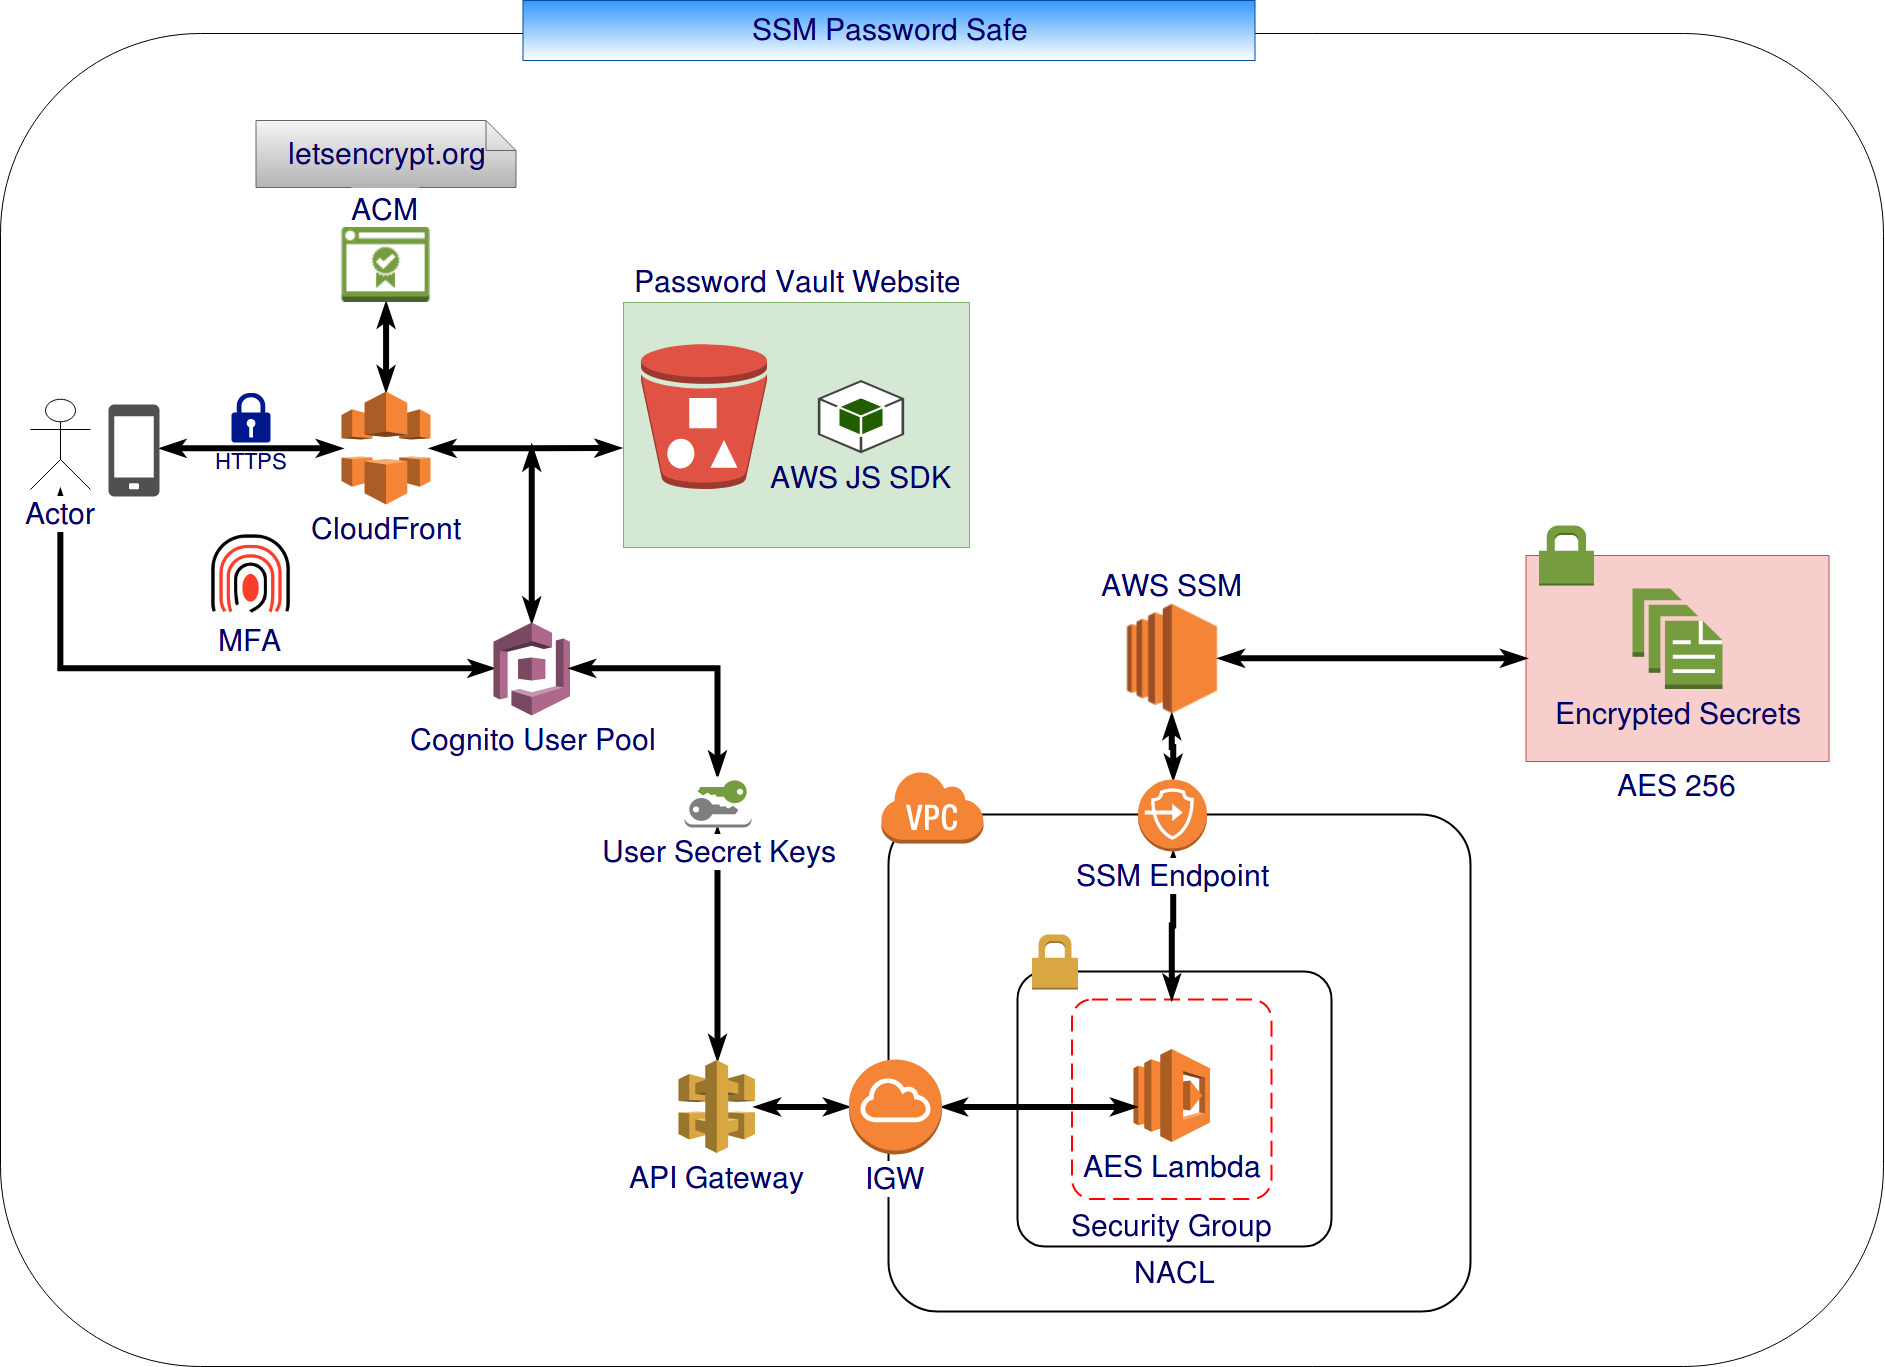 SSM Password Safe
letsencrypt.org
ACM
Password Vault Website
HTTPS
AWS JS SDK
Actor
CloudFront
MFA
AWS SSM
Encrypted Secrets
Cognito User Pool
AES 256
VPC
User Secret Keys
SSM Endpoint
AES Lambda
API Gateway
IGW
Security Group
NACL